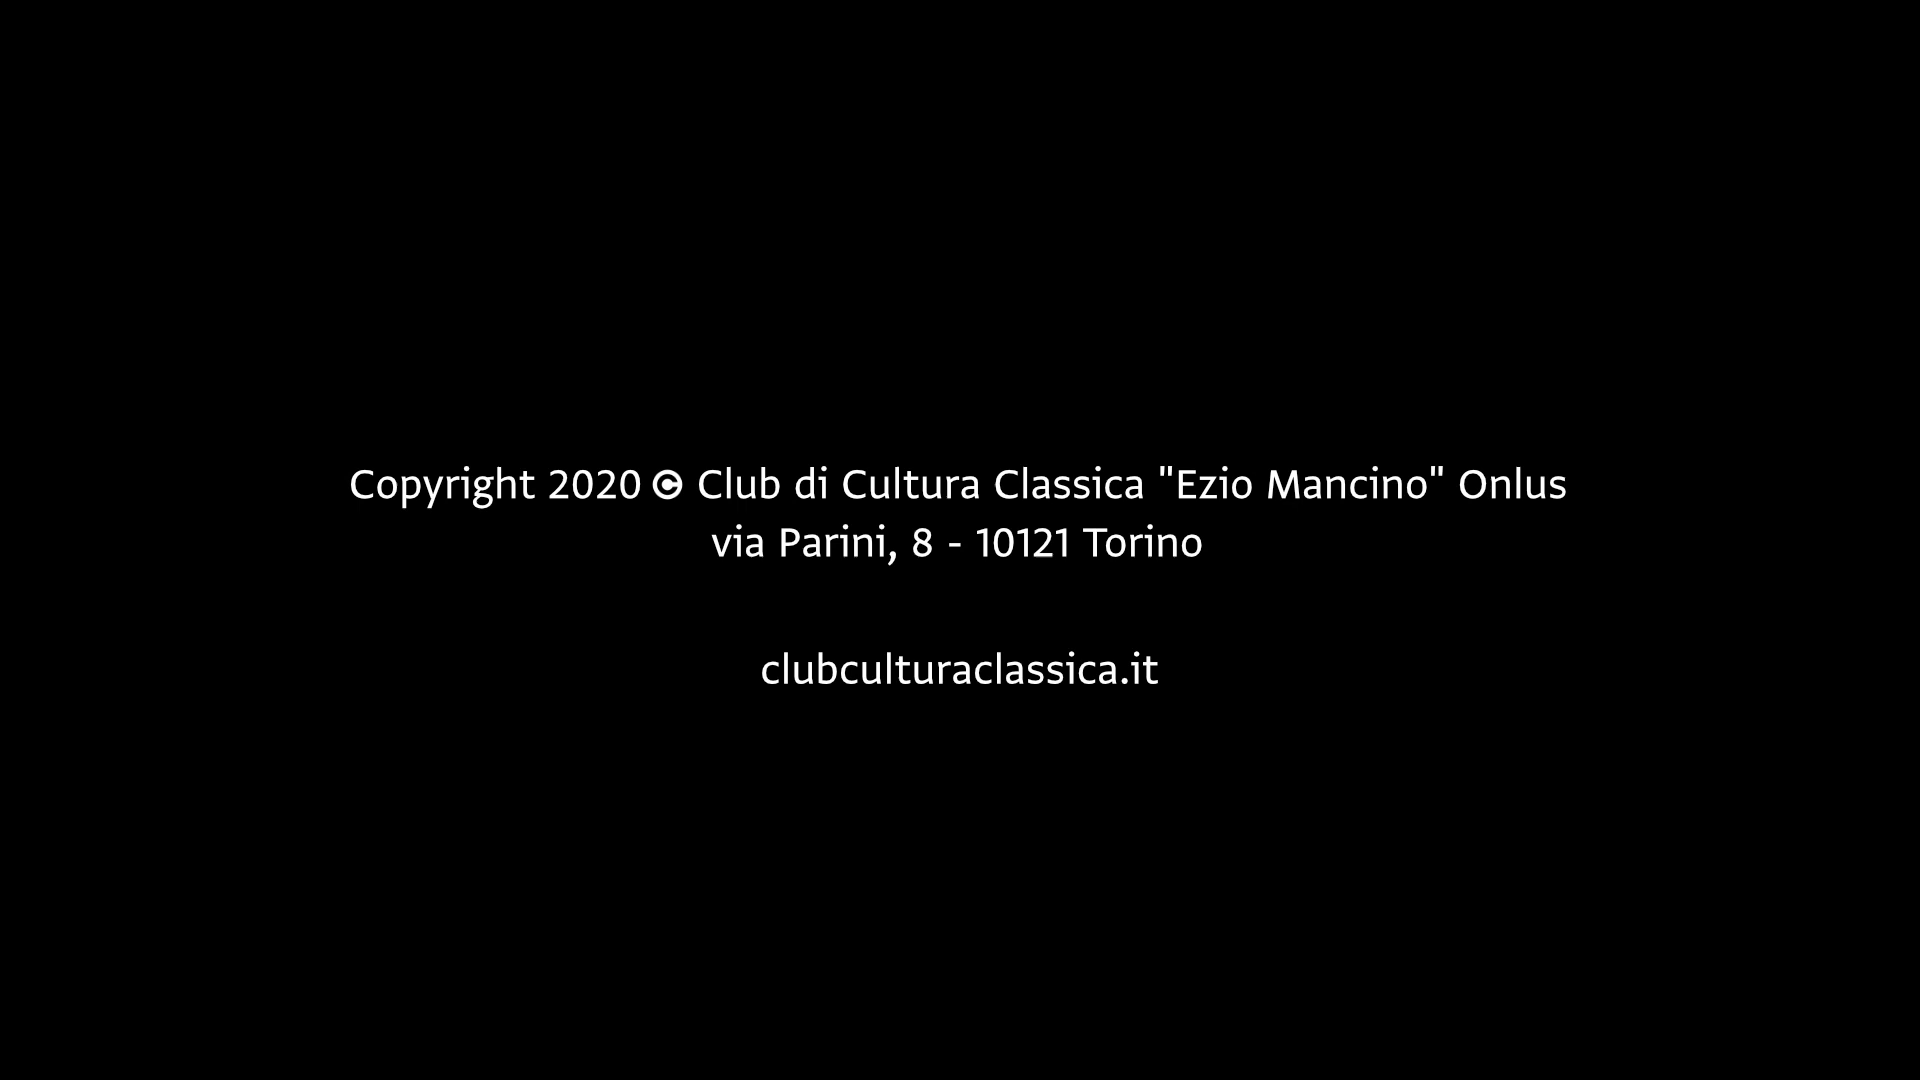 Copyright 2020 © Club di Cultura Classica "Ezio Mancino" Onlus
via Parini, 8 - 10121 Torino
clubculturaclassica.it